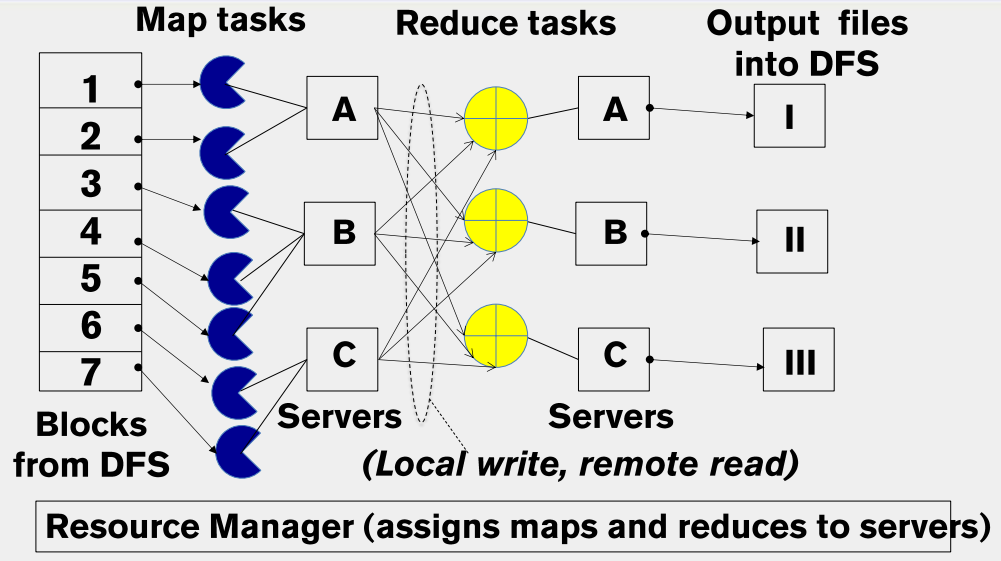 Map tasks
Reduce tasks
Output files
into DFS
1
2
3
4
5
6
7
A
B
C
A
B
C
I
II
III
Servers
Servers
Blocks
from DFS
(Local write, remote read)
Resource Manager (assigns maps and reduces to servers)